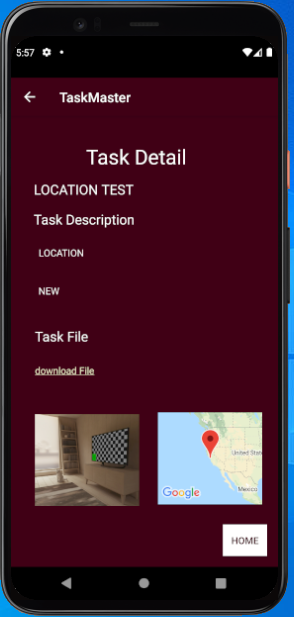 5:57
TaskMaster
Task Detail
LOCATION TEST
Task Description
LOCATION
NEW
Task File
download File
United States
Mexico
Google
HOME